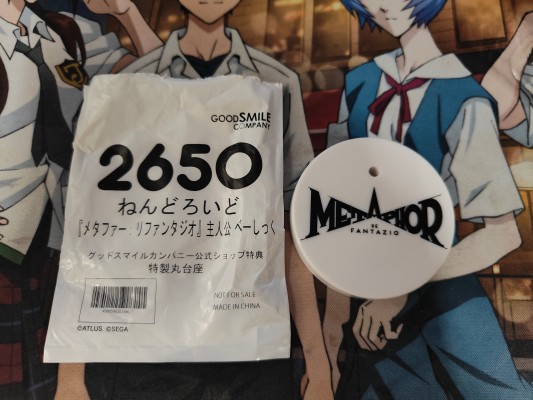 GOODSMILE
COMPANY
2650
ねんどろいど
『メタファー：リファンタジオ』主人公 べーしっく
グッドスマイルカンパニー公式ショップ特典
特製丸台座
NOT FOR SALE
MADE IN CHINA
©ATLUS. ©SEGA
METAPHOR
RE
FANTAZIO